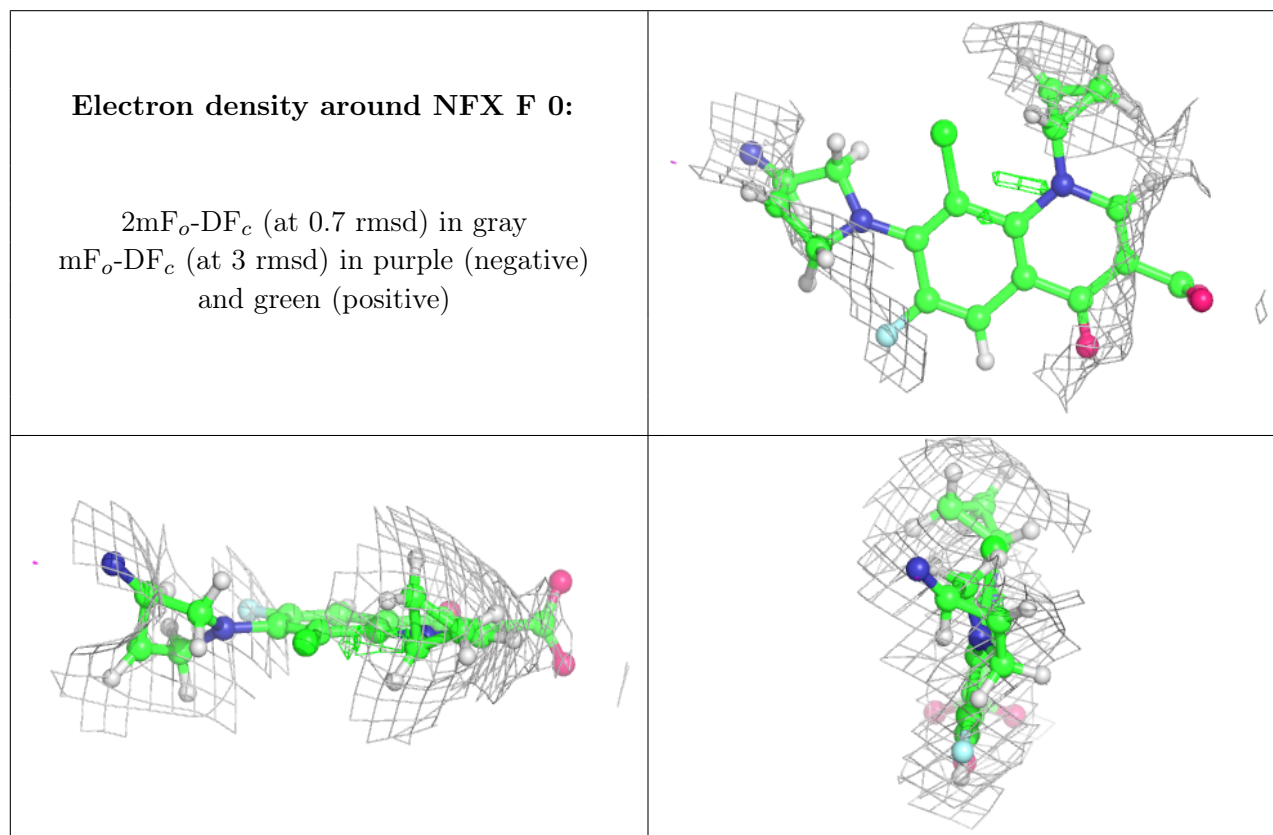 Electron density around NFX F 0:
2mFₒ-DF𝒸 (at 0.7 rmsd) in gray
mFₒ-DF𝒸 (at 3 rmsd) in purple (negative)
and green (positive)